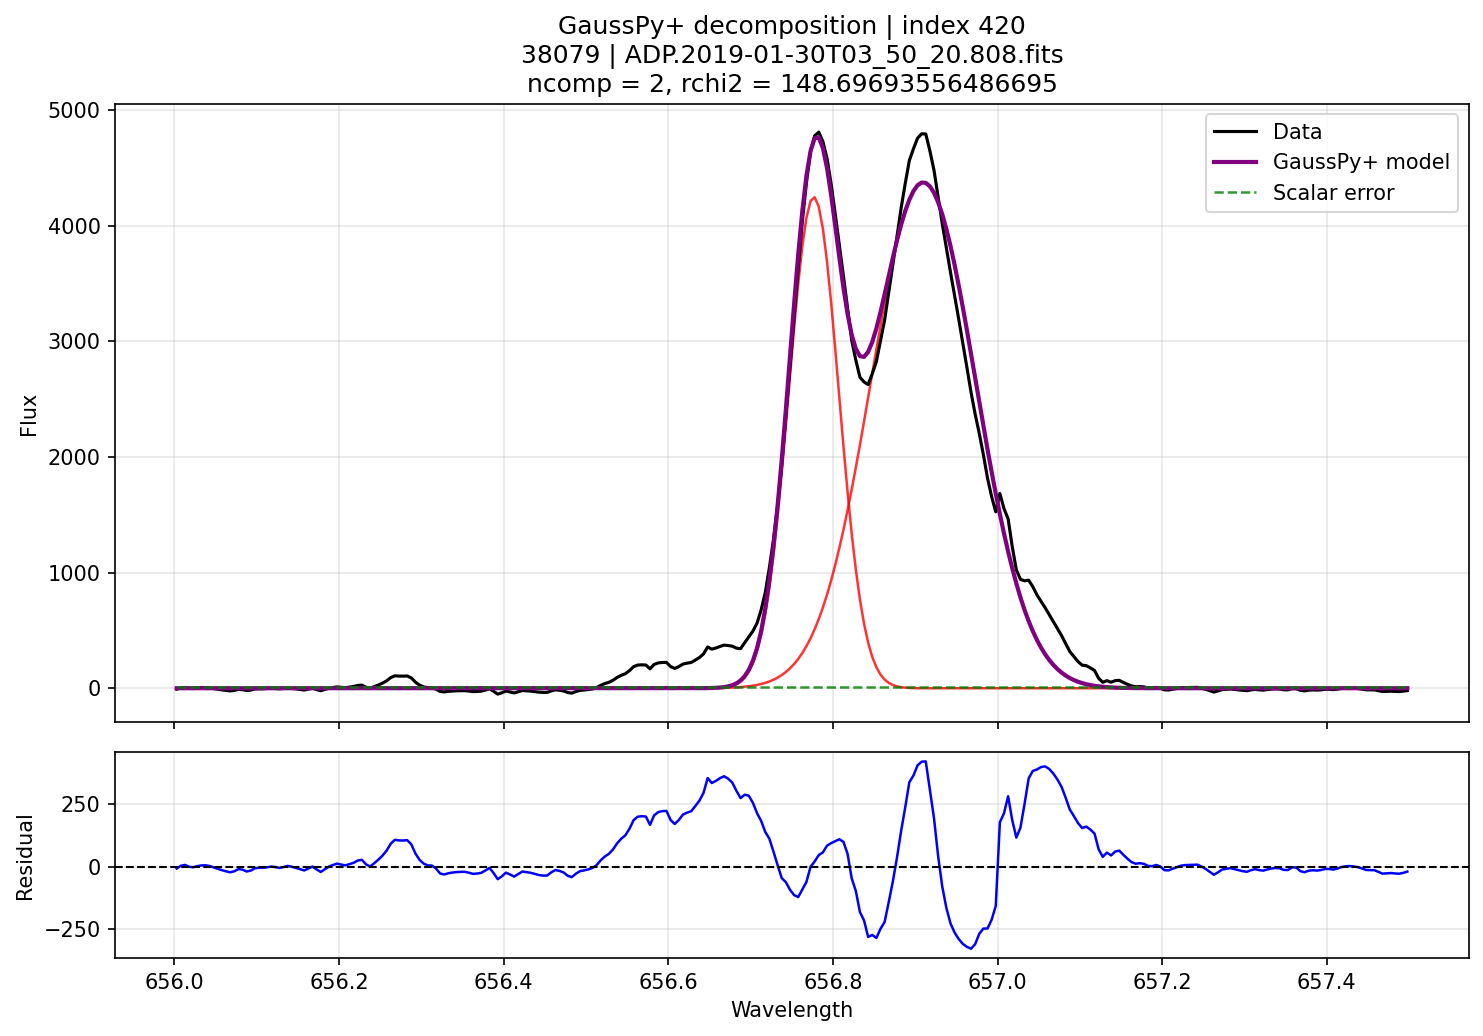 GaussPy+ decomposition | index 420
38079 | ADP.2019-01-30T03_50_20.808.fits
ncomp = 2, rchi2 = 148.69693556486695
Data
GaussPy+ model
Scalar error
5000
4000
3000
2000
1000
0
Flux
250
0
−250
Residual
656.0 656.2 656.4 656.6 656.8 657.0 657.2 657.4
Wavelength